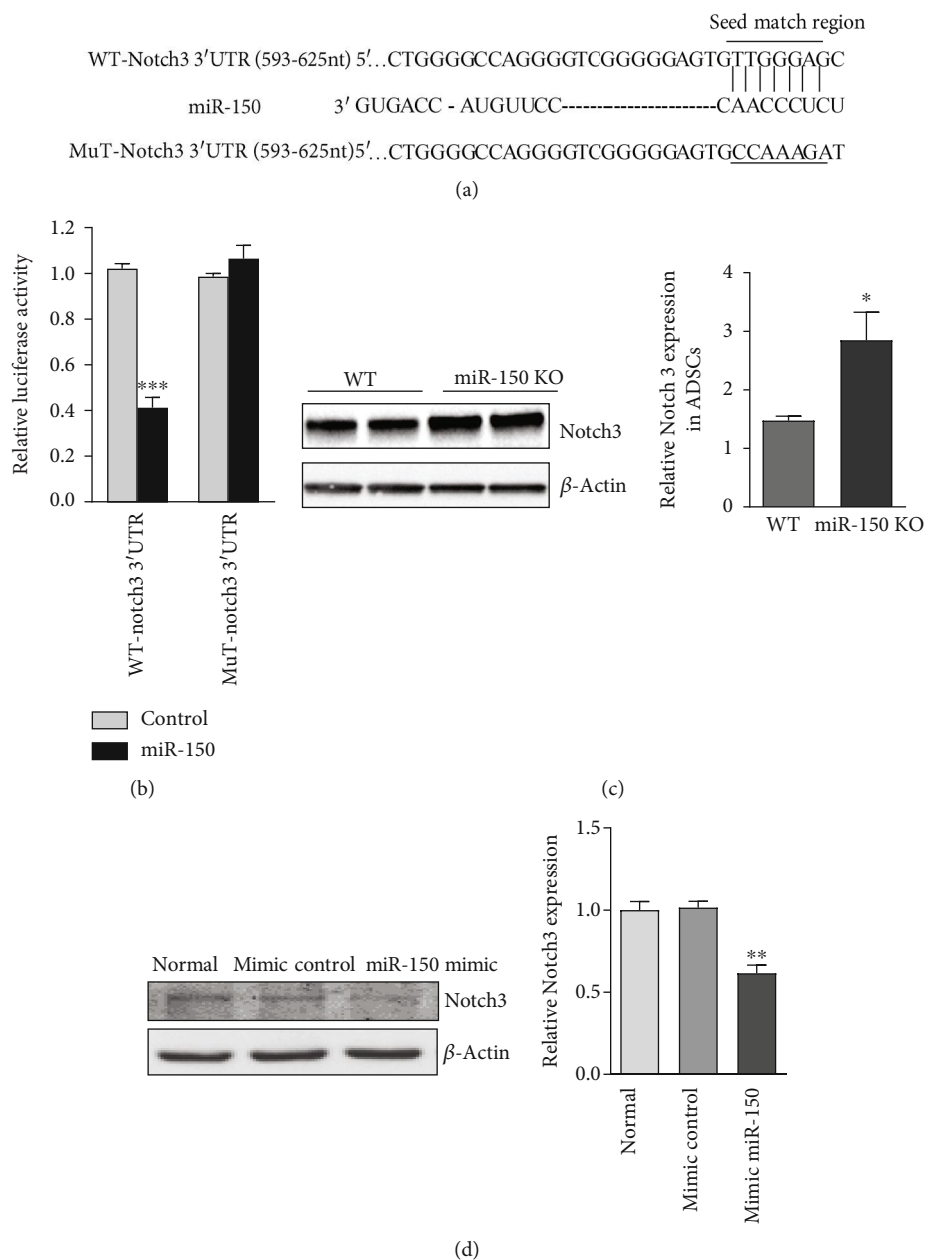 Seed match region
WT-Notch3 3′UTR (593-625nt) 5′...CTGGGGCCAGGGGTCGGGGGAGTGTTGGGAGC
miR-150 3′ GUGACC - AUGUUCC-----------------------CAACCCUCU
MuT-Notch3 3′UTR (593-625nt) 5′...CTGGGGCCAGGGGTCGGGGGAGTGCCAAAGAT
(a)
Relative luciferase activity
1.2
1.0
0.8
0.6
0.4
0.2
0.0
***
WT-notch3 3′UTR
MuT-notch3 3′UTR
Control
miR-150
(b)
WT miR-150 KO
Notch3
β-Actin
Relative Notch 3 expression
in ADSCs
4
3
2
1
0
*
WT miR-150 KO
(c)
Normal Mimic control miR-150 mimic
Notch3
β-Actin
Relative Notch3 expression
1.5
1.0
0.5
0.0
**
Normal
Mimic control
Mimic miR-150
(d)